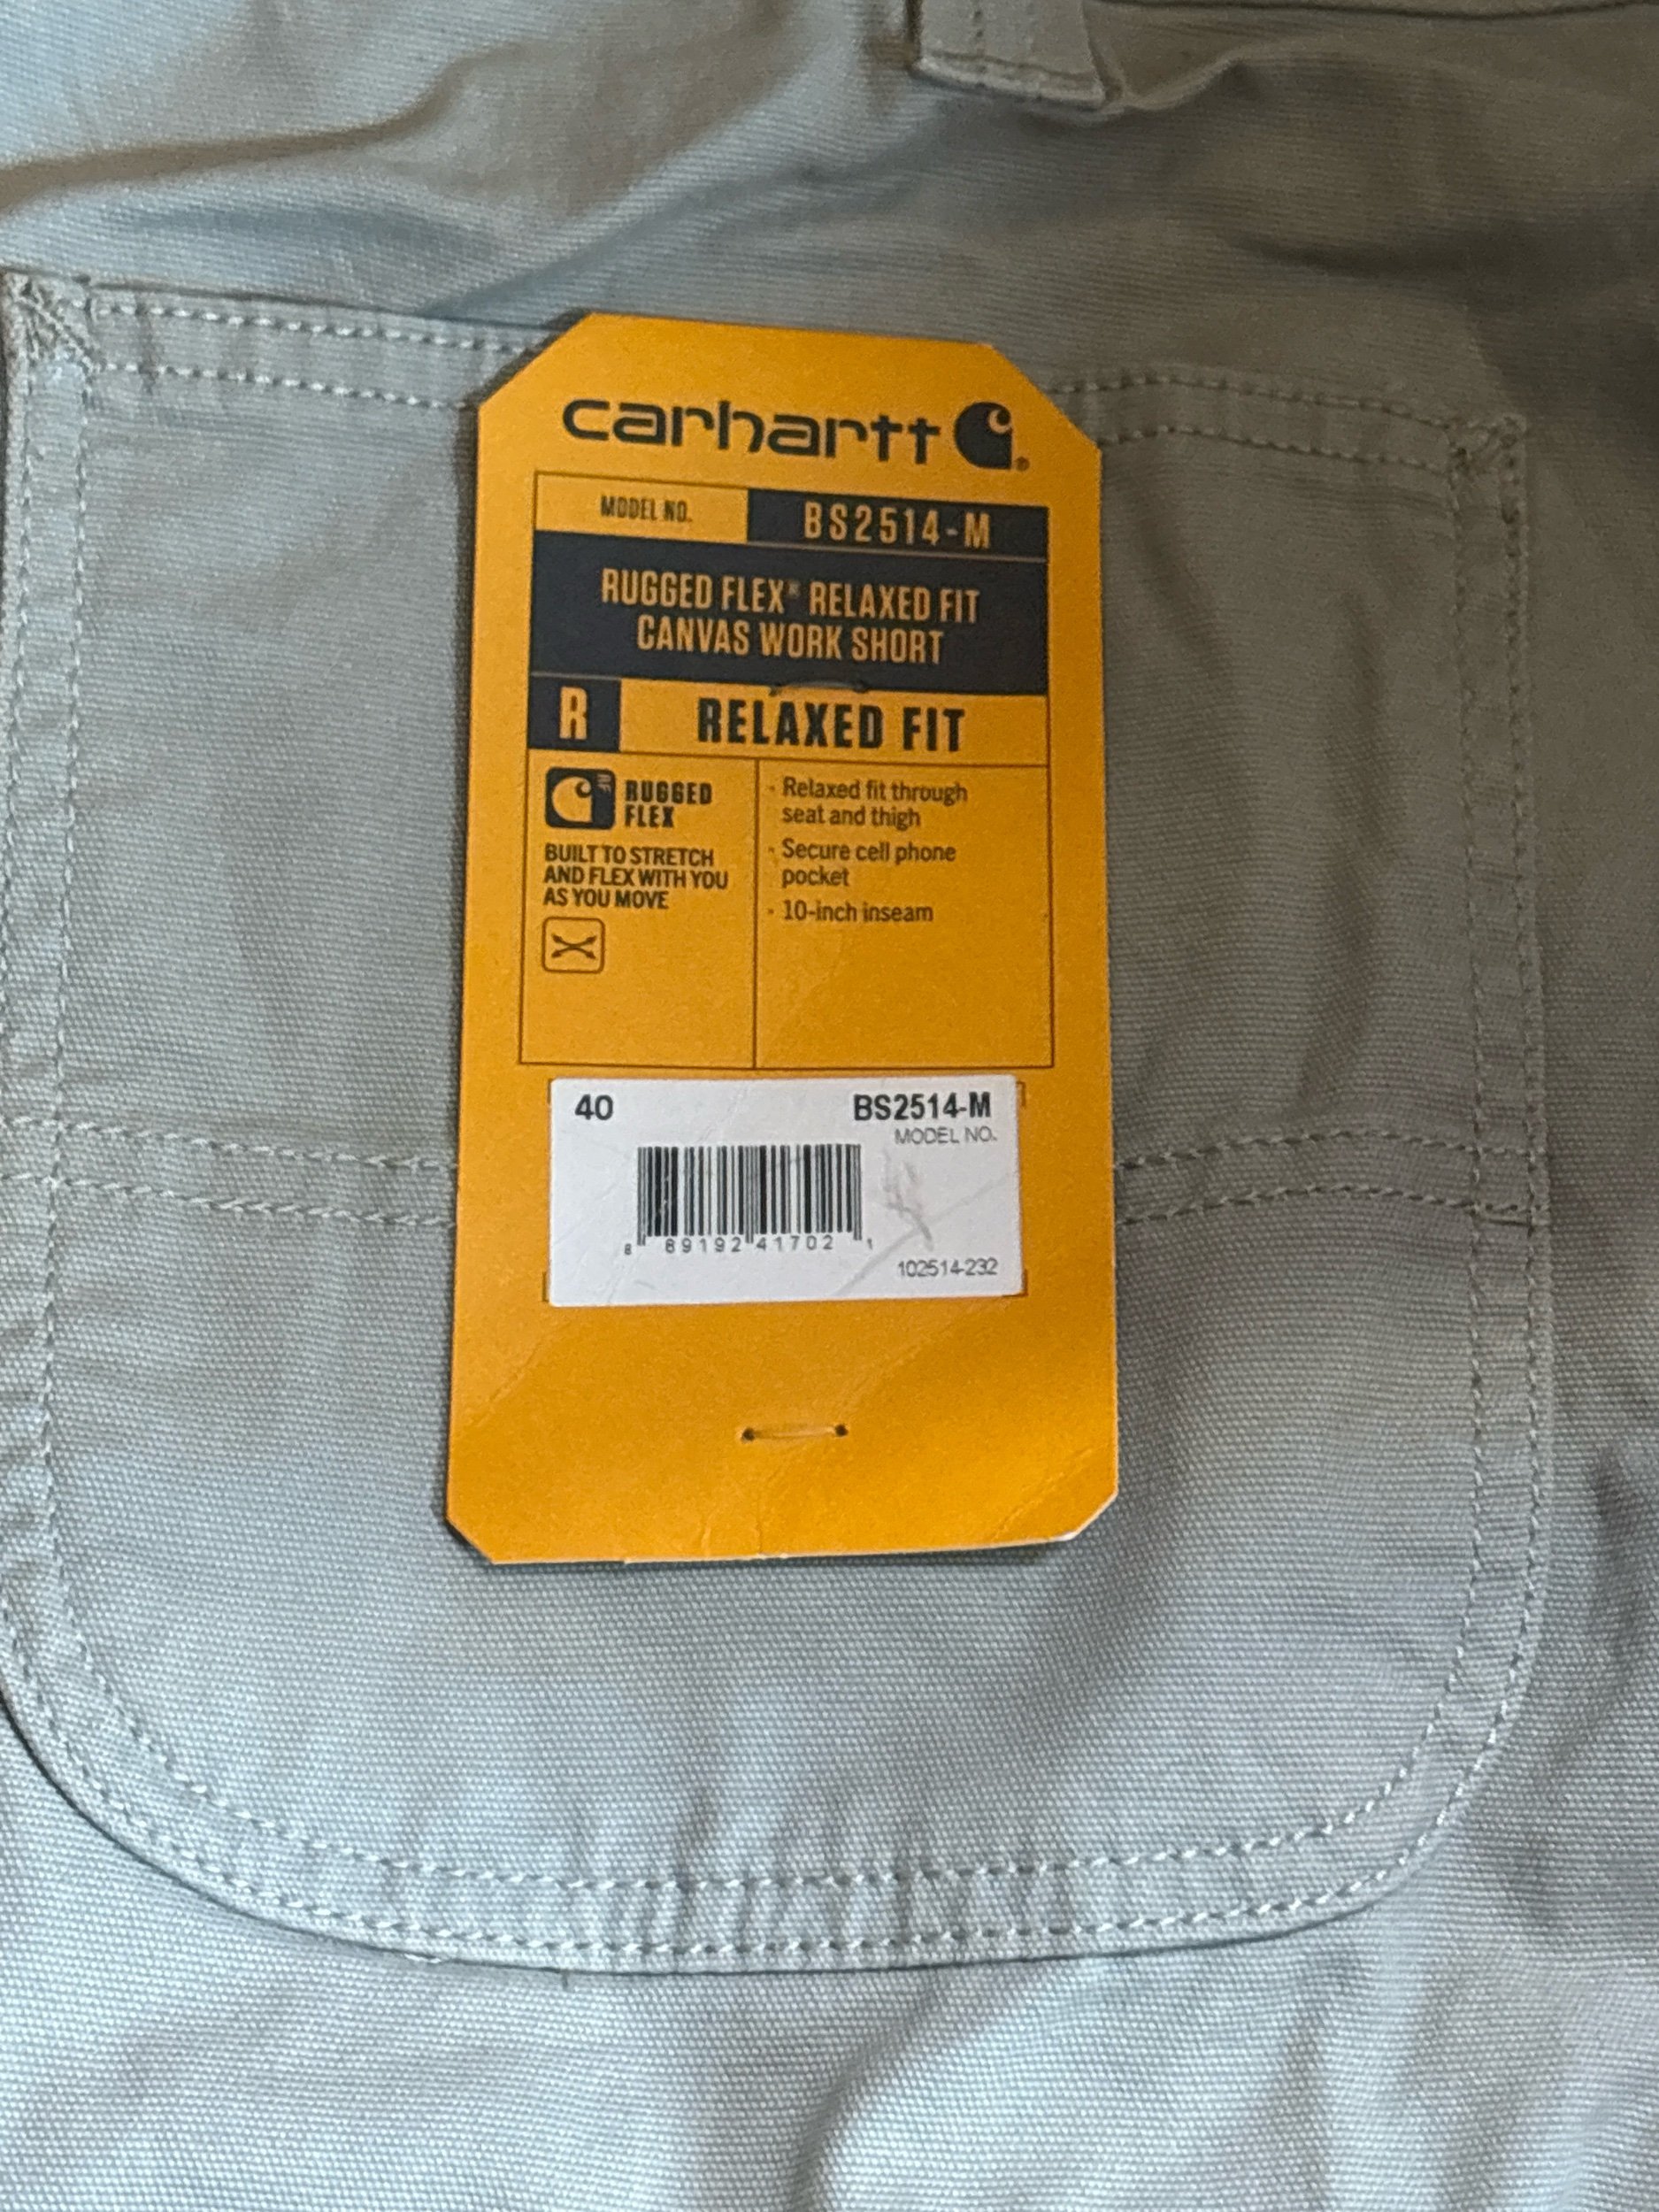 carhartt
MODEL NO. BS2514-M
RUGGED FLEX® RELAXED FIT
CANVAS WORK SHORT
R RELAXED FIT
RUGGED
FLEX
BUILT TO STRETCH
AND FLEX WITH YOU
AS YOU MOVE
· Relaxed fit through
seat and thigh
· Secure cell phone
pocket
· 10-inch inseam
40 BS2514-M
MODEL NO.
8 89192 41702 1
102514-232